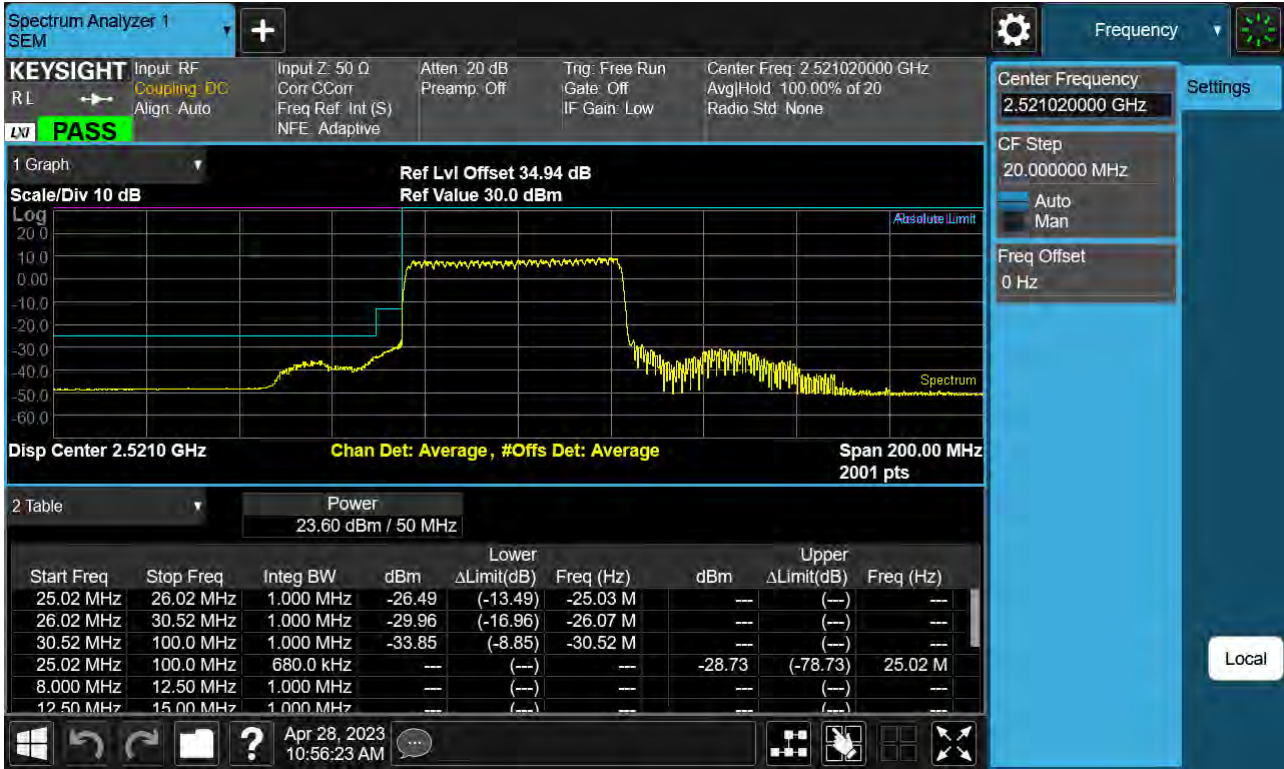 Spectrum Analyzer 1
SEM
+
Frequency
KEYSIGHT
RL
LXI PASS
Input: RF
Coupling: DC
Align: Auto
Input Z: 50 Ω
Corr CCorr
Freq Ref: Int (S)
NFE: Adaptive
Atten: 20 dB
Preamp: Off
Trig: Free Run
Gate: Off
IF Gain: Low
Center Freq: 2.521020000 GHz
Avg|Hold: 100.00% of 20
Radio Std: None
Center Frequency
2.521020000 GHz
Settings
CF Step
20.000000 MHz
Auto
Man
Freq Offset
0 Hz
Local
1 Graph
Ref Lvl Offset 34.94 dB
Scale/Div 10 dB
Ref Value 30.0 dBm
Log
Absolute Limit
20.0
10.0
0.00
-10.0
-20.0
-30.0
-40.0
-50.0
-60.0
Spectrum
Disp Center 2.5210 GHz
Chan Det: Average , #Offs Det: Average
Span 200.00 MHz
2001 pts
2 Table
Power
23.60 dBm / 50 MHz
Lower Upper
Start Freq Stop Freq Integ BW dBm ΔLimit(dB) Freq (Hz) dBm ΔLimit(dB) Freq (Hz)
25.02 MHz 26.02 MHz 1.000 MHz -26.49 (-13.49) -25.03 M --- (---) ---
26.02 MHz 30.52 MHz 1.000 MHz -29.96 (-16.96) -26.07 M --- (---) ---
30.52 MHz 100.0 MHz 1.000 MHz -33.85 (-8.85) -30.52 M --- (---) ---
25.02 MHz 100.0 MHz 680.0 kHz --- (---) --- -28.73 (-78.73) 25.02 M
8.000 MHz 12.50 MHz 1.000 MHz --- (---) --- --- (---) ---
12.50 MHz 15.00 MHz 1.000 MHz --- (---) --- --- (---) ---
? Apr 28, 2023
10:56:23 AM